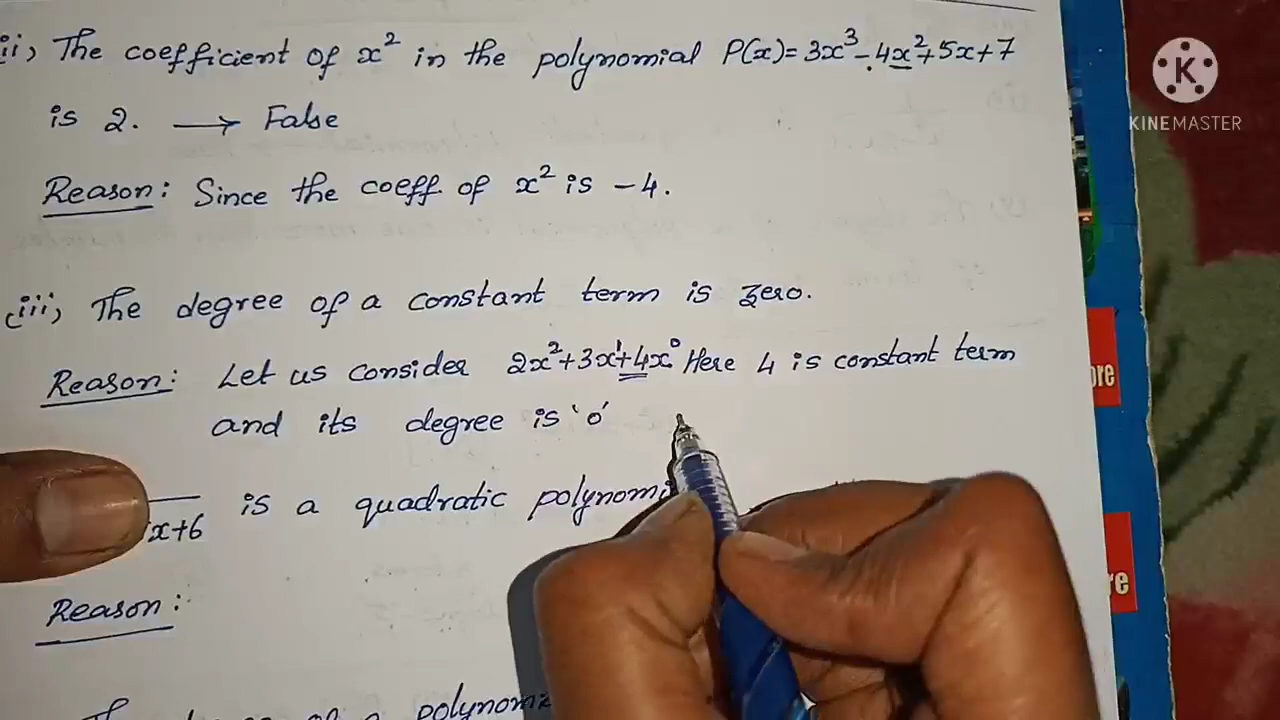 ii, The coefficient of x² in the polynomial P(x)= 3x³ - 4x² + 5x + 7
is 2. → False
Reason: Since the coeff of x² is -4.
iii, The degree of a constant term is zero.
Reason: Let us consider 2x² + 3x¹ + 4x⁰ Here 4 is constant term
and its degree is '0'
x+6 is a quadratic
Reason:
of a
K
KINEMASTER